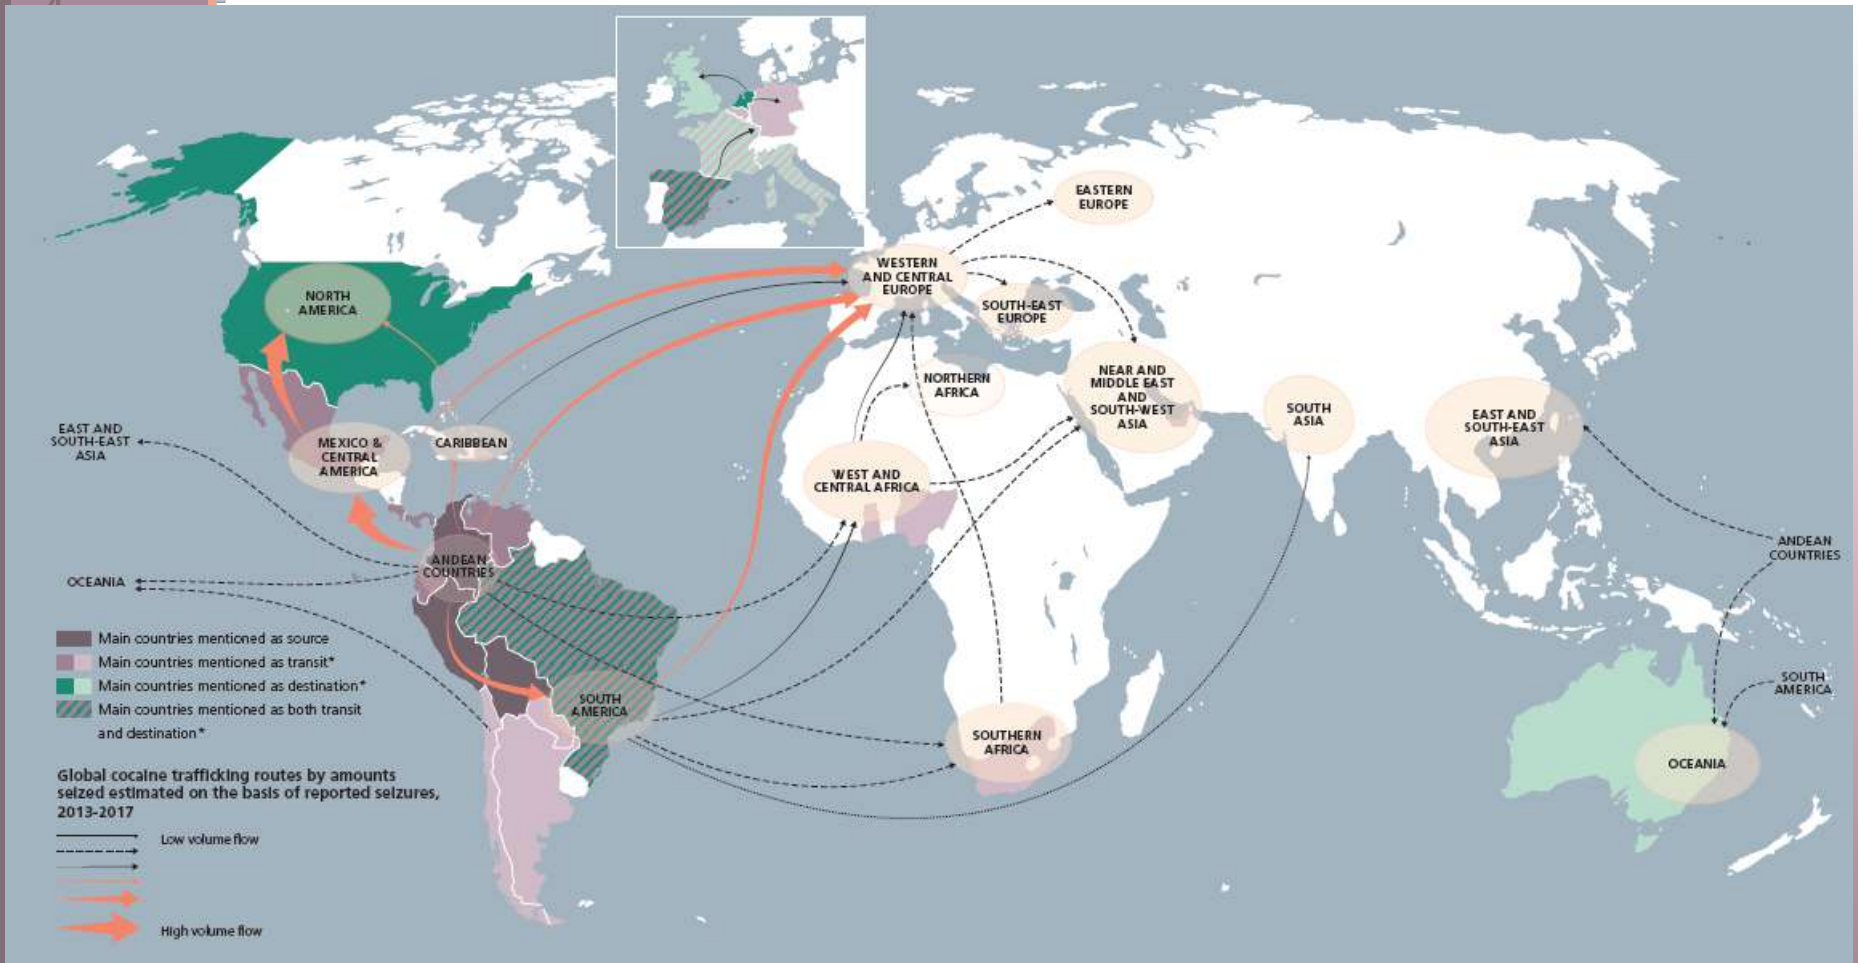 NORTH
AMERICA
MEXICO &
CENTRAL
AMERICA
CARIBBEAN
EAST AND
SOUTH-EAST
ASIA
OCEANIA
ANDEAN
COUNTRIES
SOUTH
AMERICA
WESTERN
AND CENTRAL
EUROPE
EASTERN
EUROPE
SOUTH-EAST
EUROPE
NORTHERN
AFRICA
NEAR AND
MIDDLE EAST
AND
SOUTH-WEST
ASIA
WEST AND
CENTRAL AFRICA
SOUTHERN
AFRICA
SOUTH
ASIA
EAST AND
SOUTH-EAST
ASIA
ANDEAN
COUNTRIES
SOUTH
AMERICA
OCEANIA
Main countries mentioned as source
Main countries mentioned as transit*
Main countries mentioned as destination*
Main countries mentioned as both transit
and destination*
Global cocaine trafficking routes by amounts
seized estimated on the basis of reported seizures,
2013-2017
Low volume flow
High volume flow